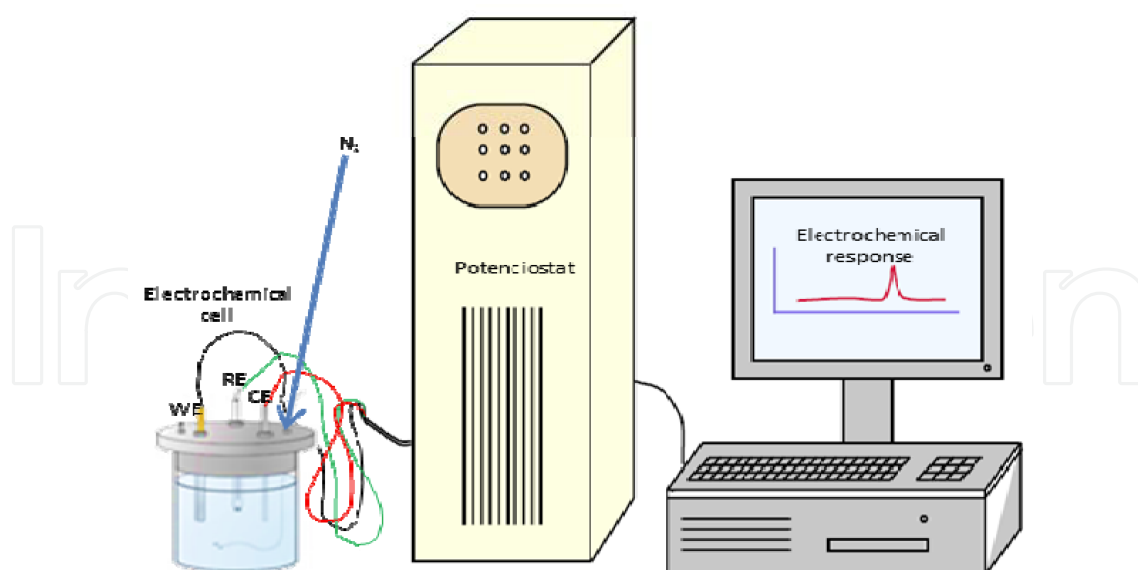 N₂
Potenciostat
Electrochemical
cell
RE
CE
WE
Electrochemical
response